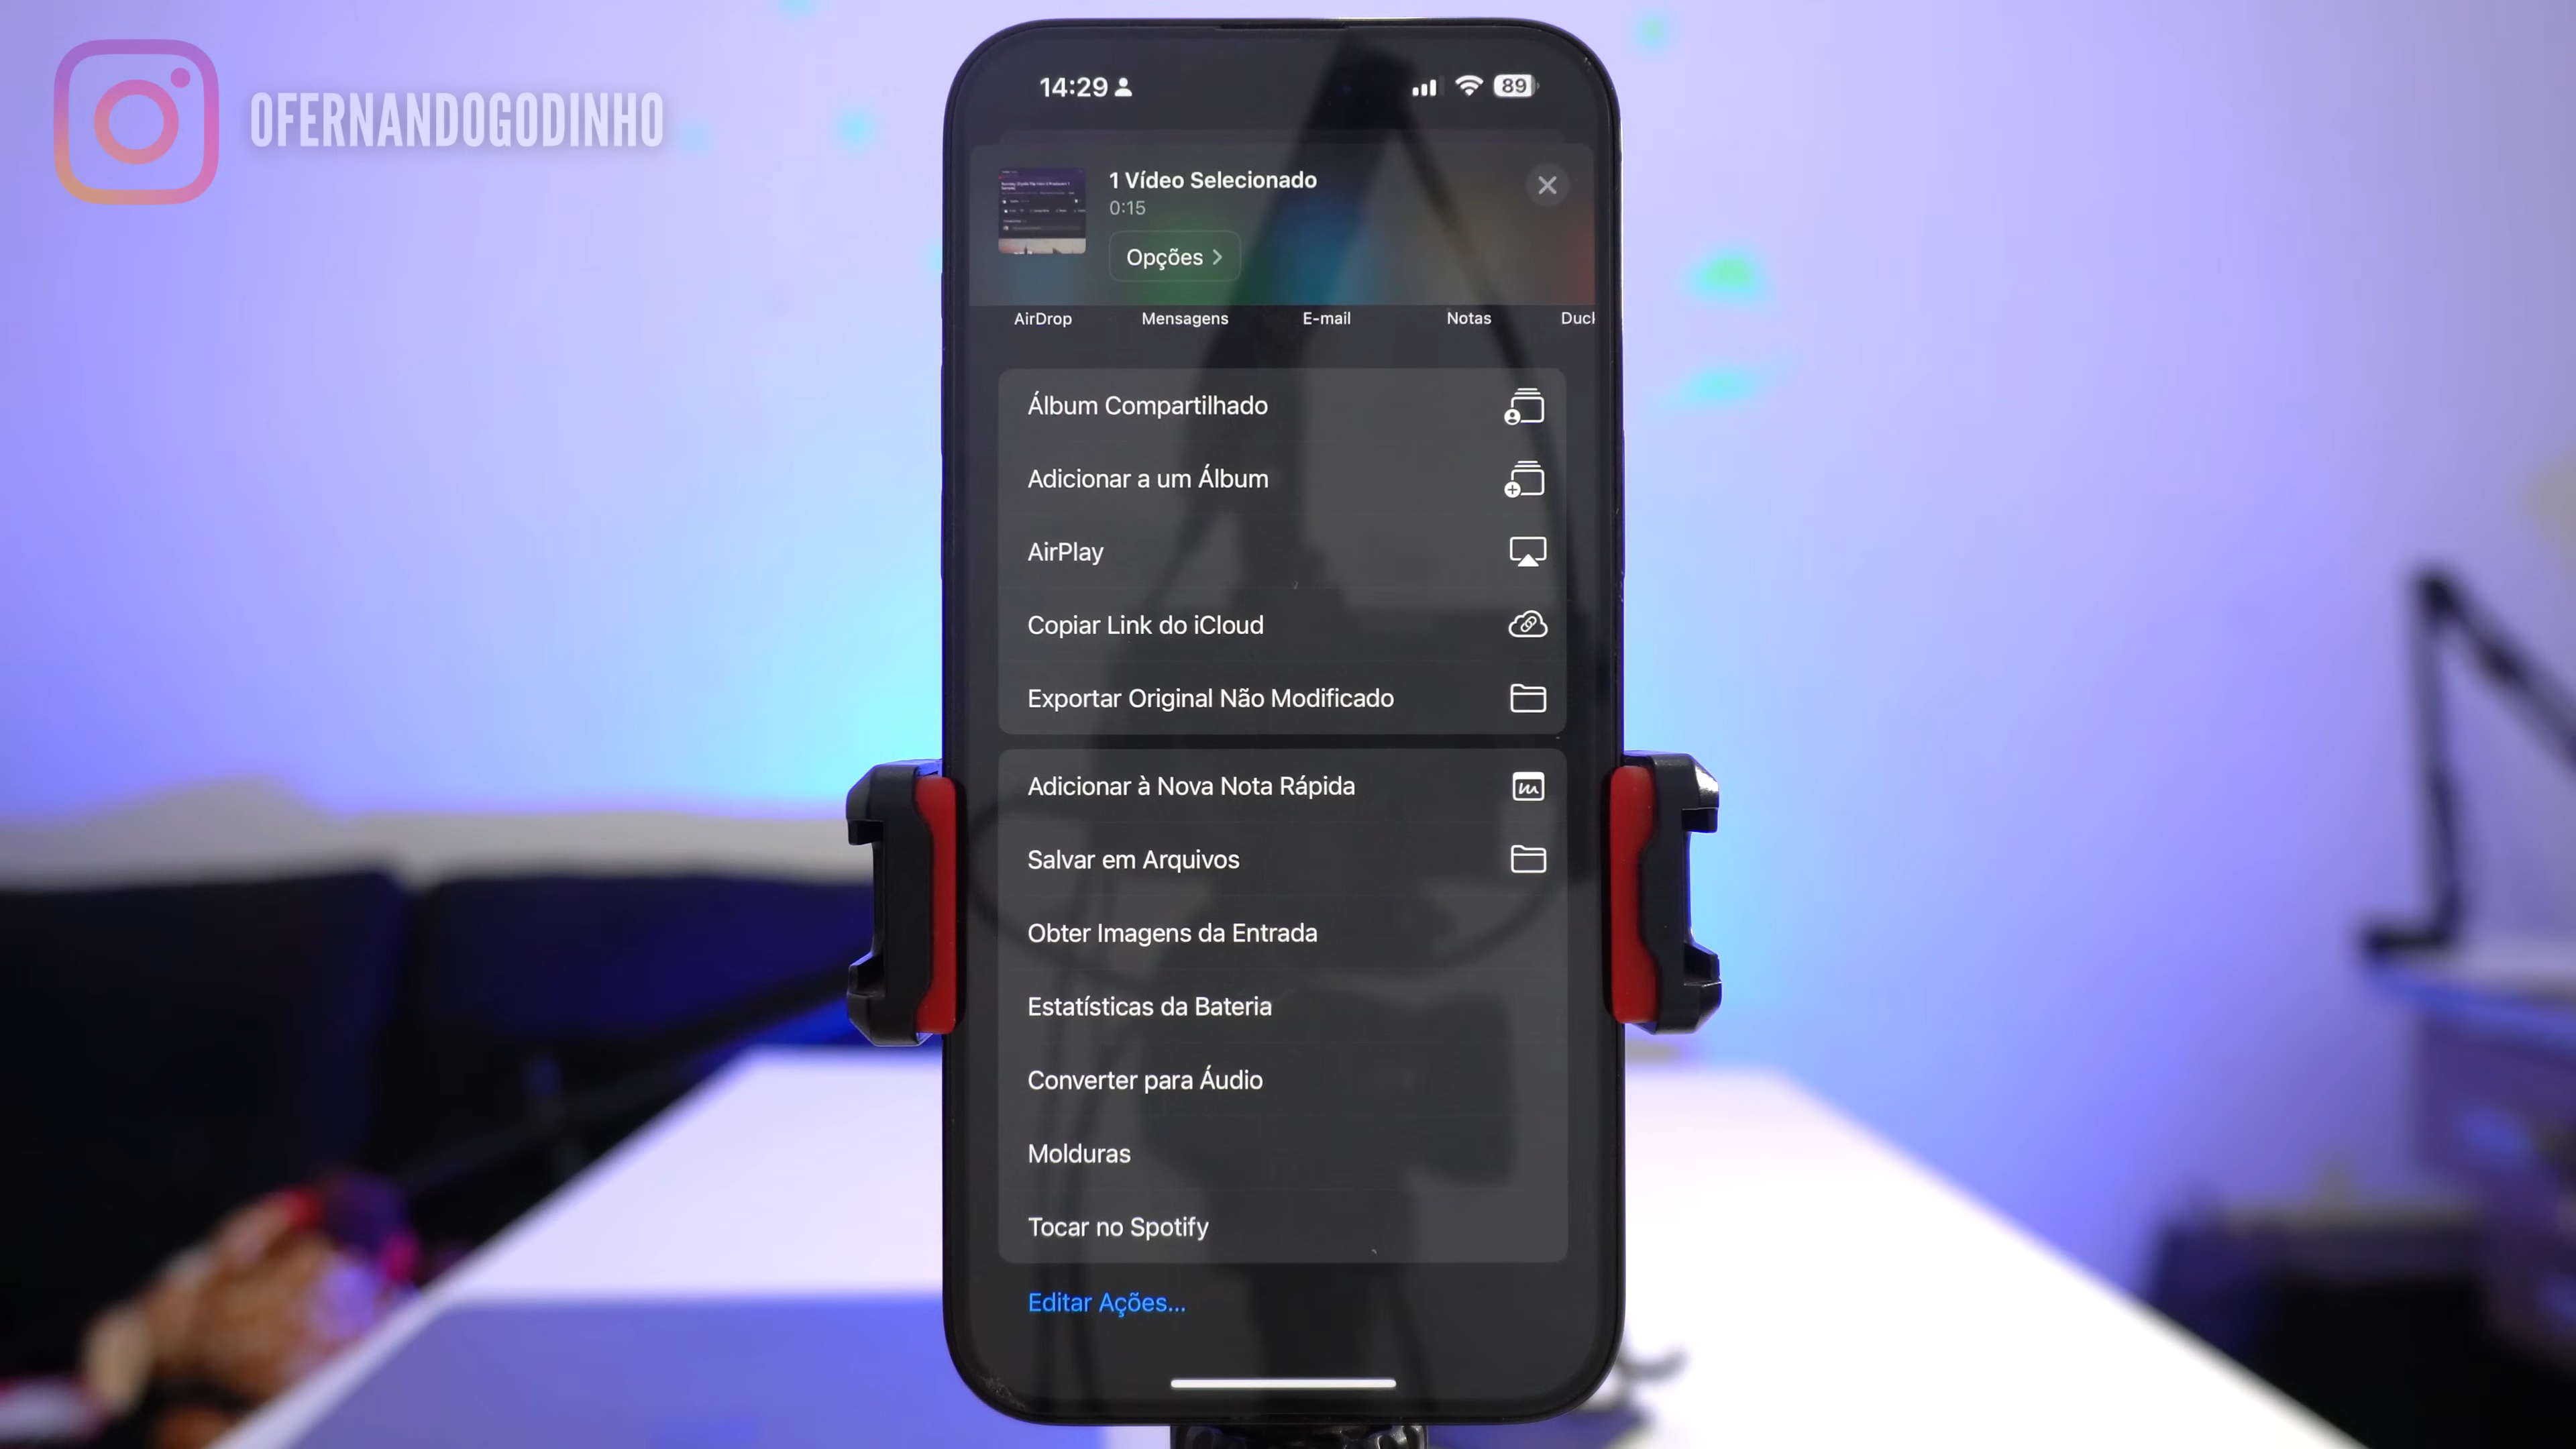 OFERNANDOGODINHO
14:29
89
1 Vídeo Selecionado
0:15
Opções
AirDrop Mensagens E-mail Notas Duck
Álbum Compartilhado
Adicionar a um Álbum
AirPlay
Copiar Link do iCloud
Exportar Original Não Modificado
Adicionar à Nova Nota Rápida
Salvar em Arquivos
Obter Imagens da Entrada
Estatísticas da Bateria
Converter para Áudio
Molduras
Tocar no Spotify
Editar Ações...